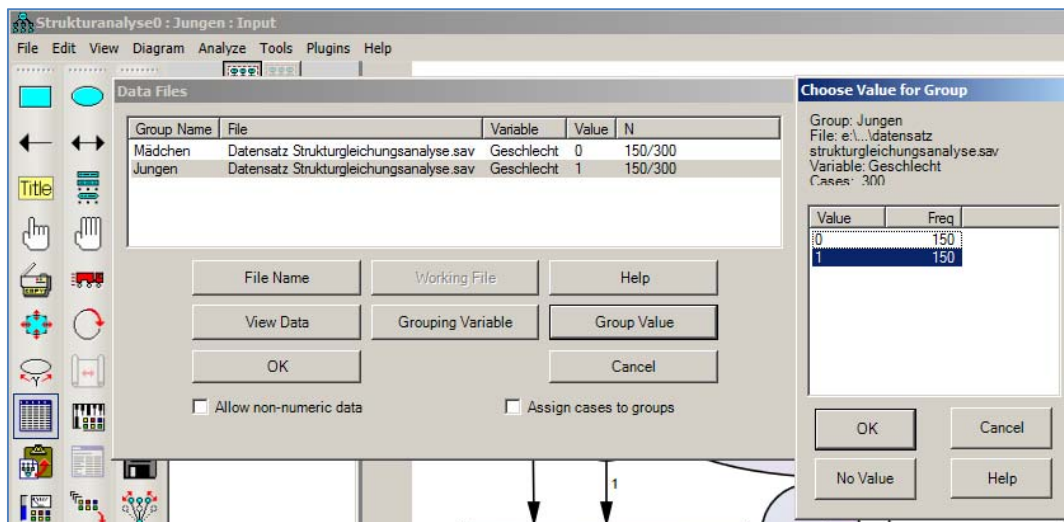 Strukturanalyse0 : Jungen : Input
File Edit View Diagram Analyze Tools Plugins Help
Title
Data Files
Group Name File Variable Value N
Mädchen Datensatz Strukturgleichungsanalyse.sav Geschlecht 0 150/300
Jungen Datensatz Strukturgleichungsanalyse.sav Geschlecht 1 150/300
File Name Working File Help
View Data Grouping Variable Group Value
OK Cancel
Allow non-numeric data Assign cases to groups
1
Choose Value for Group
Group: Jungen
File: e:\...\datensatz
strukturgleichungsanalyse.sav
Variable: Geschlecht
Cases: 300
Value Freq
0 150
1 150
OK Cancel
No Value Help